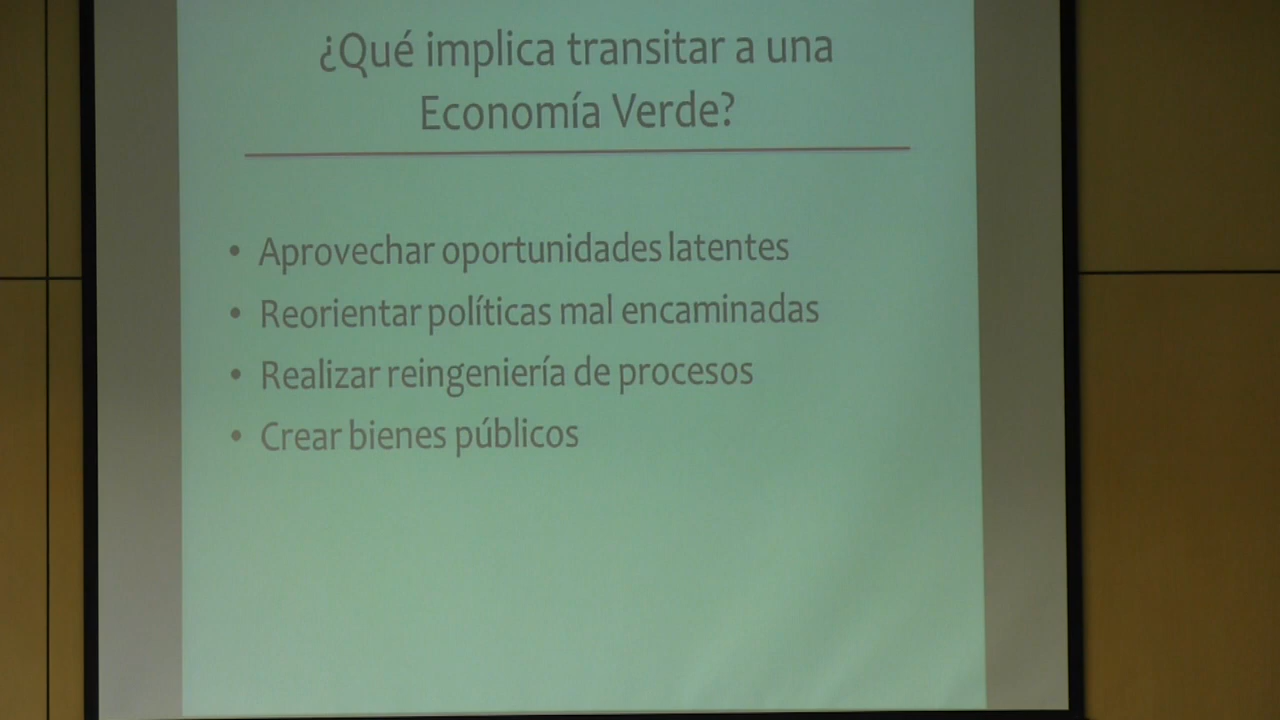 ¿Qué implica transitar a una
Economía Verde?
• Aprovechar oportunidades latentes
• Reorientar políticas mal encaminadas
• Realizar reingeniería de procesos
• Crear bienes públicos